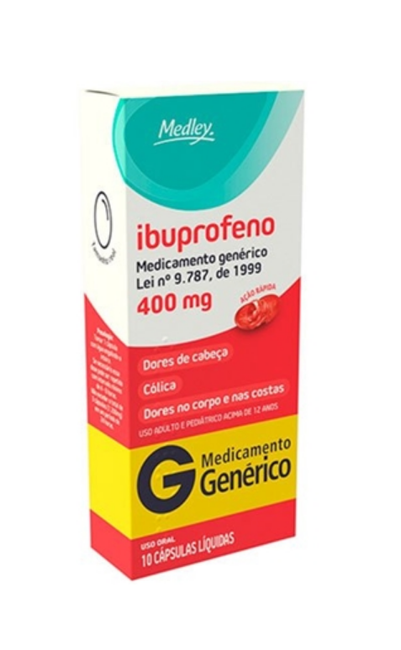 Medley.
ibuprofeno
Medicamento genérico
Lei nº 9.787, de 1999
400 mg
AÇÃO RÁPIDA
Dores de cabeça
Cólica
Dores no corpo e nas costas
USO ADULTO E PEDIÁTRICO ACIMA DE 12 ANOS
G Medicamento
Genérico
USO ORAL
10 CÁPSULAS LÍQUIDAS